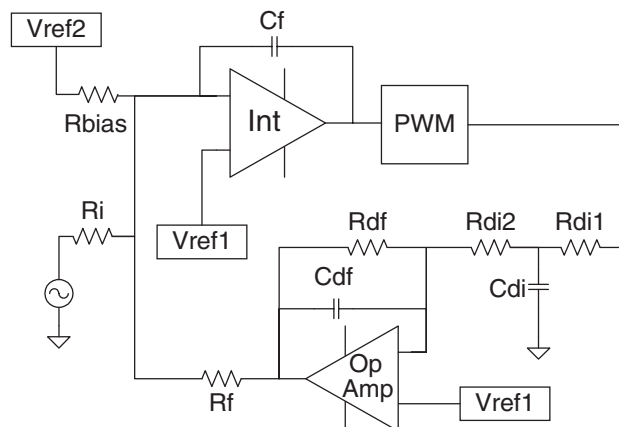 Vref2
Cf
Rbias
Int
PWM
Ri
Vref1
Rdf
Rdi2
Rdi1
Cdf
Cdi
Op
Amp
Rf
Vref1